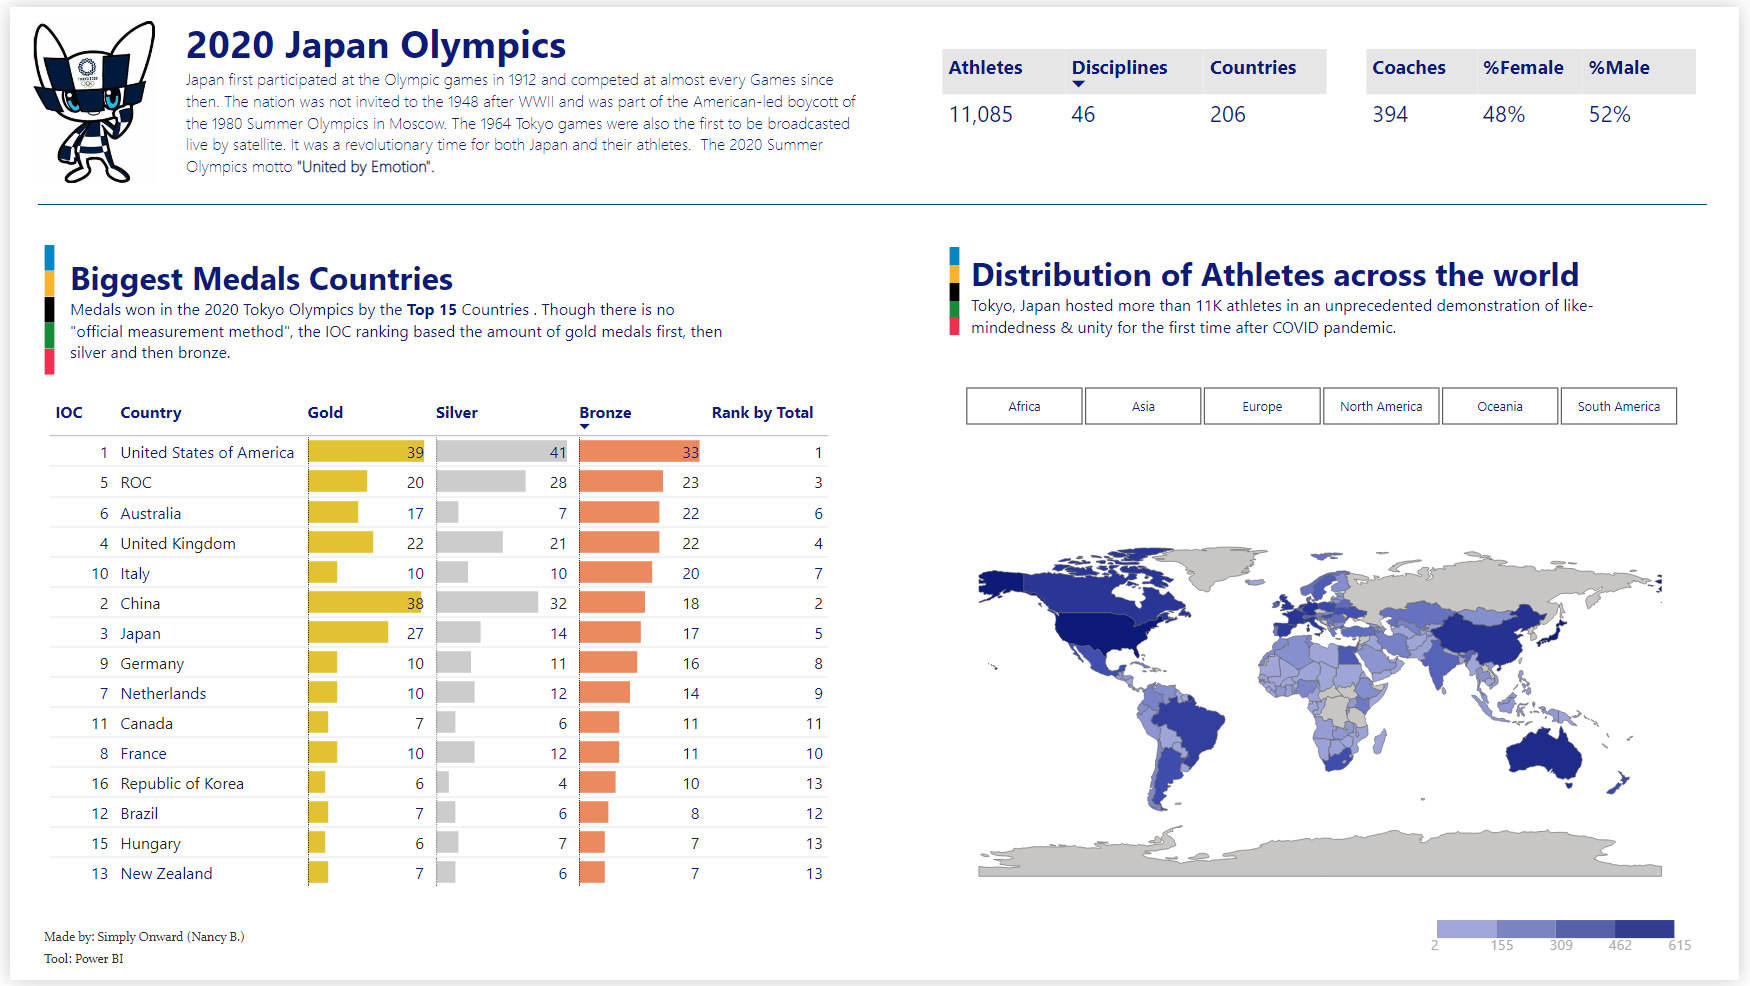 2020 Japan Olympics
Japan first participated at the Olympic games in 1912 and competed at almost every Games since
then. The nation was not invited to the 1948 after WWII and was part of the American-led boycott of
the 1980 Summer Olympics in Moscow. The 1964 Tokyo games were also the first to be broadcasted
live by satellite. It was a revolutionary time for both Japan and their athletes.  The 2020 Summer
Olympics motto "United by Emotion".
Athletes Disciplines Countries
11,085 46 206
Coaches %Female %Male
394 48% 52%
Biggest Medals Countries
Medals won in the 2020 Tokyo Olympics by the Top 15 Countries . Though there is no
"official measurement method", the IOC ranking based the amount of gold medals first, then
silver and then bronze.
IOC Country Gold Silver Bronze Rank by Total
1 United States of America 39 41 33 1
5 ROC 20 28 23 3
6 Australia 17 7 22 6
4 United Kingdom 22 21 22 4
10 Italy 10 10 20 7
2 China 38 32 18 2
3 Japan 27 14 17 5
9 Germany 10 11 16 8
7 Netherlands 10 12 14 9
11 Canada 7 6 11 11
8 France 10 12 11 10
16 Republic of Korea 6 4 10 13
12 Brazil 7 6 8 12
15 Hungary 6 7 7 13
13 New Zealand 7 6 7 13
Made by: Simply Onward (Nancy B.)
Tool: Power BI
Distribution of Athletes across the world
Tokyo, Japan hosted more than 11K athletes in an unprecedented demonstration of like-
mindedness & unity for the first time after COVID pandemic.
Africa Asia Europe North America Oceania South America
2 155 309 462 615